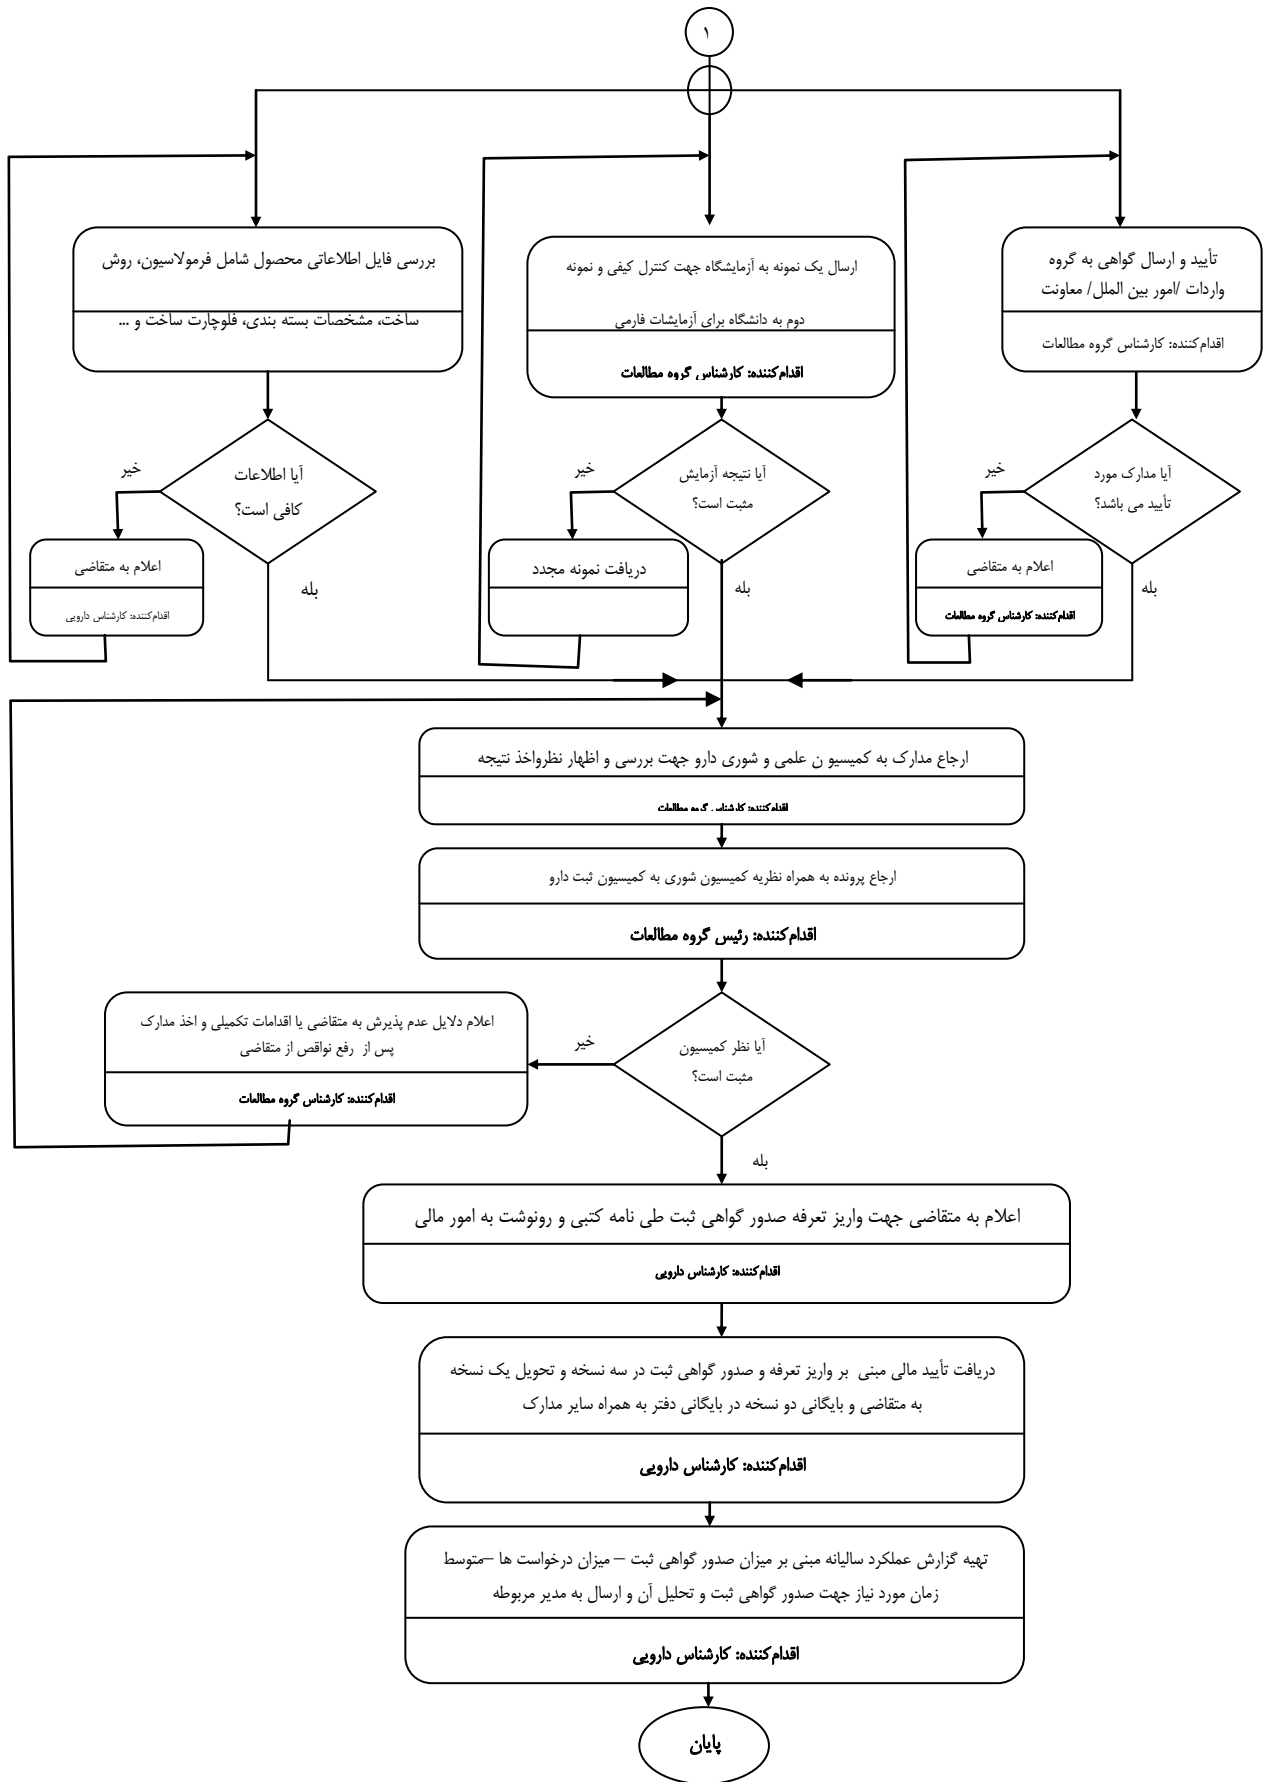 ۱
تأیید و ارسال گواهی به گروه
واردات /امور بین الملل/ معاونت
اقدام‌کننده: کارشناس گروه مطالعات
ارسال یک نمونه به آزمایشگاه جهت کنترل کیفی و نمونه
دوم به دانشگاه برای آزمایشات فارمی
اقدام‌کننده: کارشناس گروه مطالعات
بررسی فایل اطلاعاتی محصول شامل فرمولاسیون، روش
ساخت، مشخصات بسته بندی، فلوچارت ساخت و ...
آیا مدارک مورد
تأیید می باشد؟
خیر
بله
اعلام به متقاضی
اقدام‌کننده: کارشناس گروه مطالعات
آیا نتیجه آزمایش
مثبت است؟
خیر
بله
دریافت نمونه مجدد
آیا اطلاعات
کافی است؟
خیر
بله
اعلام به متقاضی
اقدام‌کننده: کارشناس دارویی
ارجاع مدارک به کمیسیو ن علمی و شوری دارو جهت بررسی و اظهار نظرواخذ نتیجه
اقدام‌کننده: کارشناس گروه مطالعات
ارجاع پرونده به همراه نظریه کمیسیون شوری به کمیسیون ثبت دارو
اقدام‌کننده: رئیس گروه مطالعات
آیا نظر کمیسیون
مثبت است؟
خیر
اعلام دلایل عدم پذیرش به متقاضی یا اقدامات تکمیلی و اخذ مدارک
پس از رفع نواقص از متقاضی
اقدام‌کننده: کارشناس گروه مطالعات
بله
اعلام به متقاضی جهت واریز تعرفه صدور گواهی ثبت طی نامه کتبی و رونوشت به امور مالی
اقدام‌کننده: کارشناس دارویی
دریافت تأیید مالی مبنی بر واریز تعرفه و صدور گواهی ثبت در سه نسخه و تحویل یک نسخه
به متقاضی و بایگانی دو نسخه در بایگانی دفتر به همراه سایر مدارک
اقدام‌کننده: کارشناس دارویی
تهیه گزارش عملکرد سالیانه مبنی بر میزان صدور گواهی ثبت – میزان درخواست ها –متوسط
زمان مورد نیاز جهت صدور گواهی ثبت و تحلیل آن و ارسال به مدیر مربوطه
اقدام‌کننده: کارشناس دارویی
پایان